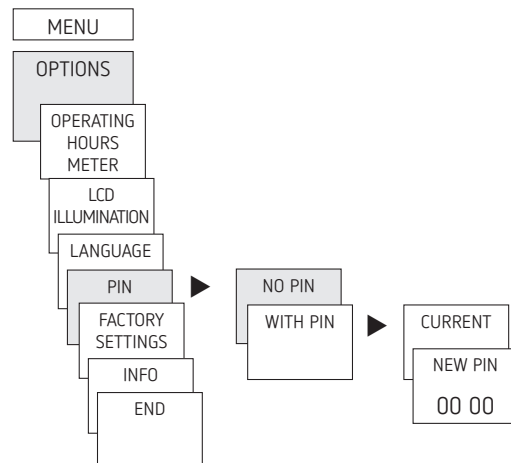 MENU
OPTIONS
OPERATING
HOURS
METER
LCD
ILLUMINATION
LANGUAGE
PIN
FACTORY
SETTINGS
INFO
END
NO PIN
WITH PIN
CURRENT
NEW PIN
00 00